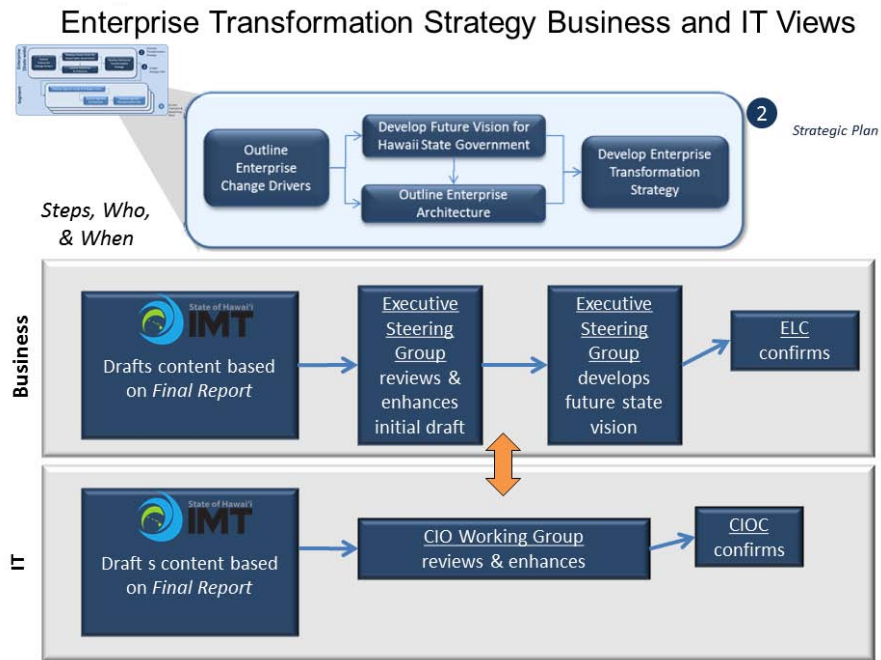 Enterprise Transformation Strategy Business and IT Views
2
Strategic Plan
Outline
Enterprise
Change Drivers
Develop Future Vision for
Hawaii State Government
Outline Enterprise
Architecture
Develop Enterprise
Transformation
Strategy
Steps, Who,
& When
Business
State of Hawai'i
IMT
Drafts content based
on Final Report
Executive
Steering
Group
reviews &
enhances
initial draft
Executive
Steering
Group
develops
future state
vision
ELC
confirms
IT
State of Hawai'i
IMT
Draft s content based
on Final Report
CIO Working Group
reviews & enhances
CIOC
confirms